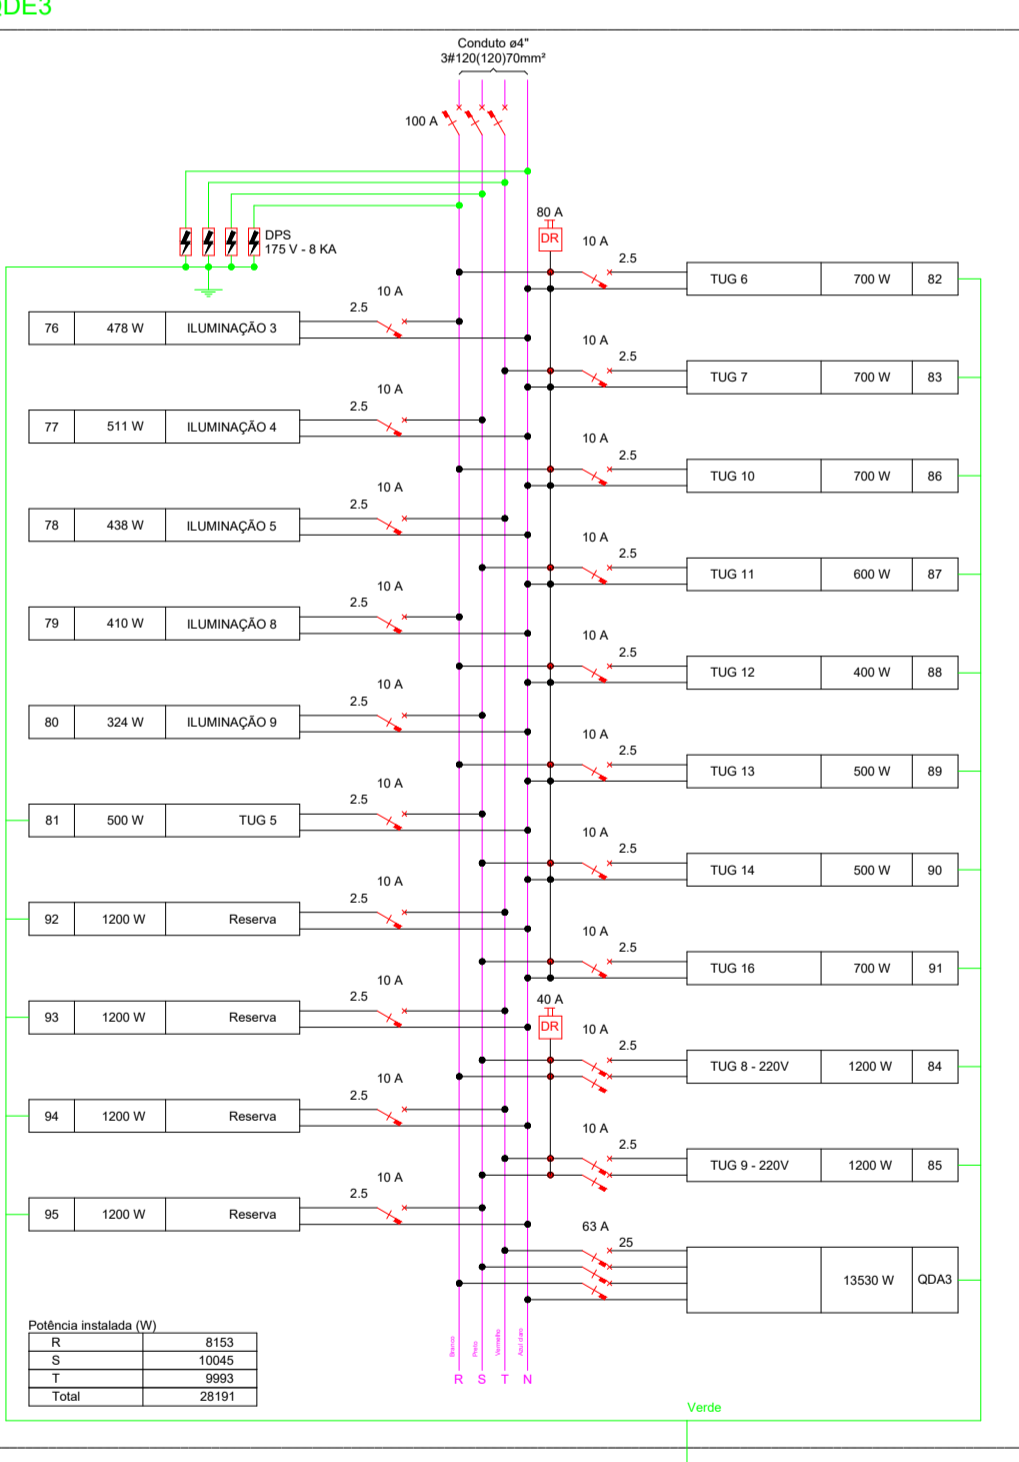 QDE3
Conduto ø4"
3#120(120)70mm²
100 A
DPS
175 V - 8 KA
80 A
DR
10 A
2.5
TUG 6 700 W 82
10 A
2.5
76 478 W ILUMINAÇÃO 3
10 A
2.5
TUG 7 700 W 83
10 A
2.5
77 511 W ILUMINAÇÃO 4
10 A
2.5
TUG 10 700 W 86
10 A
2.5
78 438 W ILUMINAÇÃO 5
10 A
2.5
TUG 11 600 W 87
10 A
2.5
79 410 W ILUMINAÇÃO 8
10 A
2.5
TUG 12 400 W 88
10 A
2.5
80 324 W ILUMINAÇÃO 9
10 A
2.5
TUG 13 500 W 89
10 A
2.5
81 500 W TUG 5
10 A
2.5
TUG 14 500 W 90
10 A
2.5
92 1200 W Reserva
10 A
2.5
TUG 16 700 W 91
10 A
2.5
93 1200 W Reserva
40 A
DR
10 A
2.5
TUG 8 - 220V 1200 W 84
10 A
2.5
94 1200 W Reserva
10 A
2.5
TUG 9 - 220V 1200 W 85
10 A
2.5
95 1200 W Reserva
63 A
25
13530 W QDA3
Potência instalada (W)
R 8153
S 10045
T 9993
Total 28191
Branco
Preto
Vermelho
Azul claro
R S T N
Verde